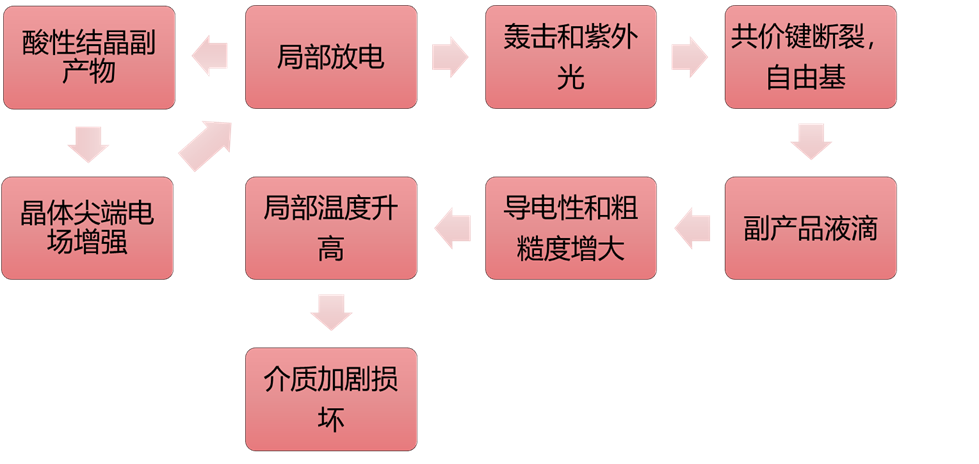 酸性结晶副
产物
局部放电
轰击和紫外
光
共价键断裂，
自由基
晶体尖端电
场增强
局部温度升
高
导电性和粗
糙度增大
副产品液滴
介质加剧损
坏